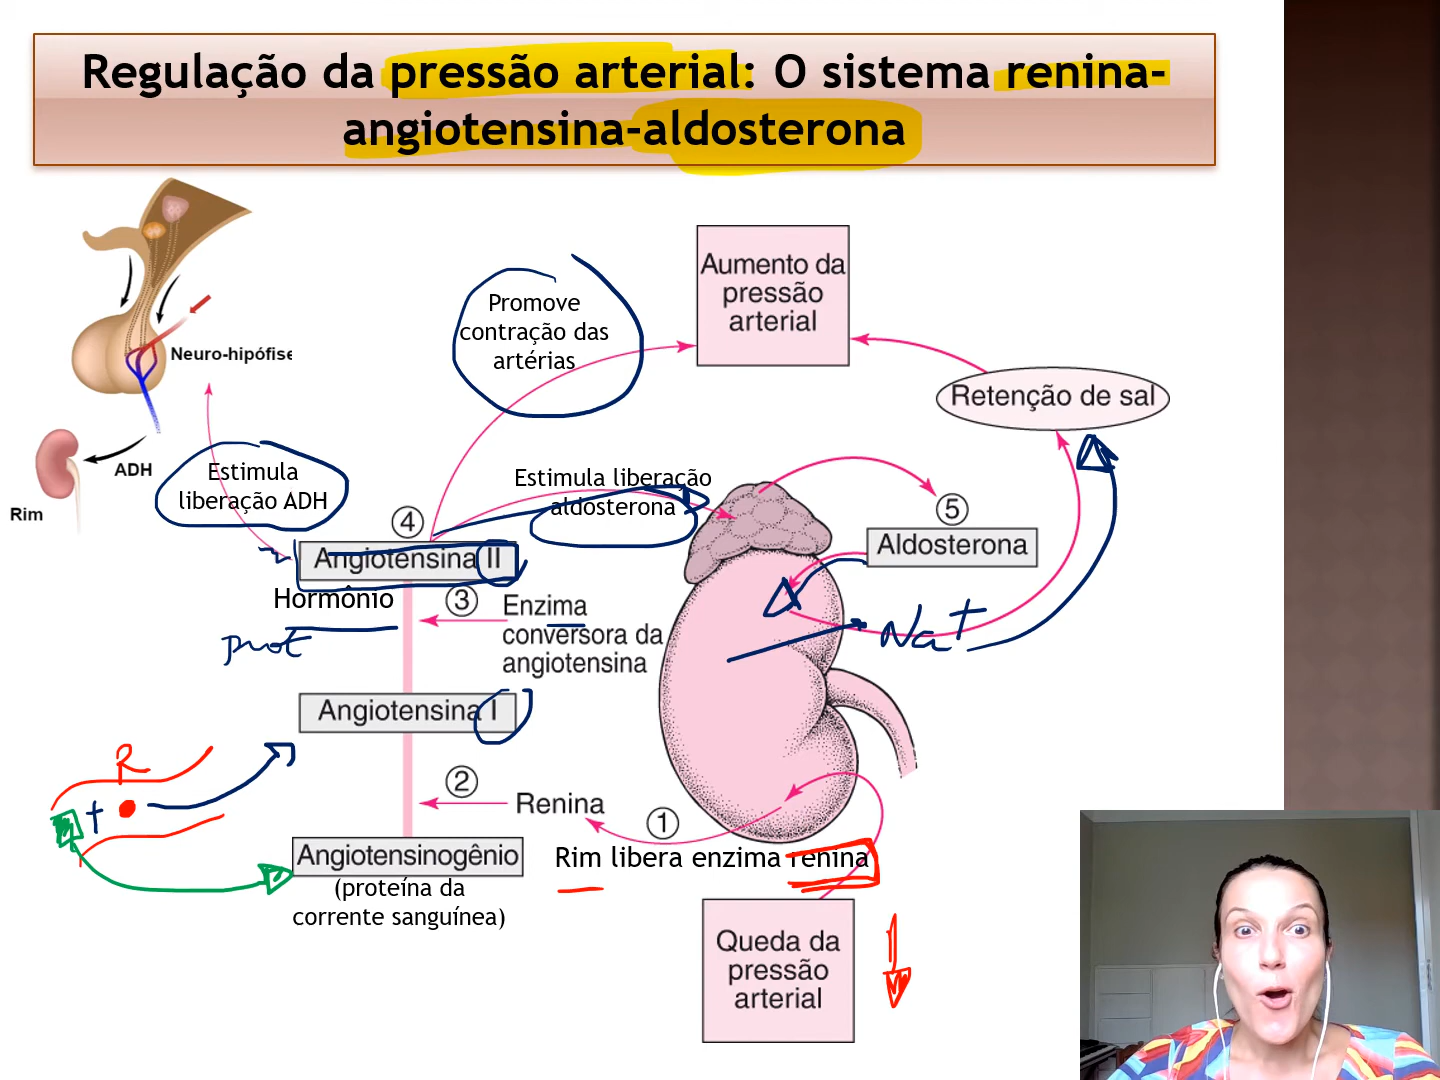 Regulação da pressão arterial: O sistema renina-
angiotensina-aldosterona
Aumento da
pressão
arterial
Promove
contração das
artérias
Neuro-hipófise
Retenção de sal
ADH
Rim
Estimula
liberação ADH
Estimula liberação
aldosterona
4
Angiotensina II
5
Aldosterona
Hormônio
prot
3
Enzima
conversora da
angiotensina
Na+
Angiotensina I
R
+
2
Renina
1
Angiotensinogênio
(proteína da
corrente sanguínea)
Rim libera enzima renina
Queda da
pressão
arterial